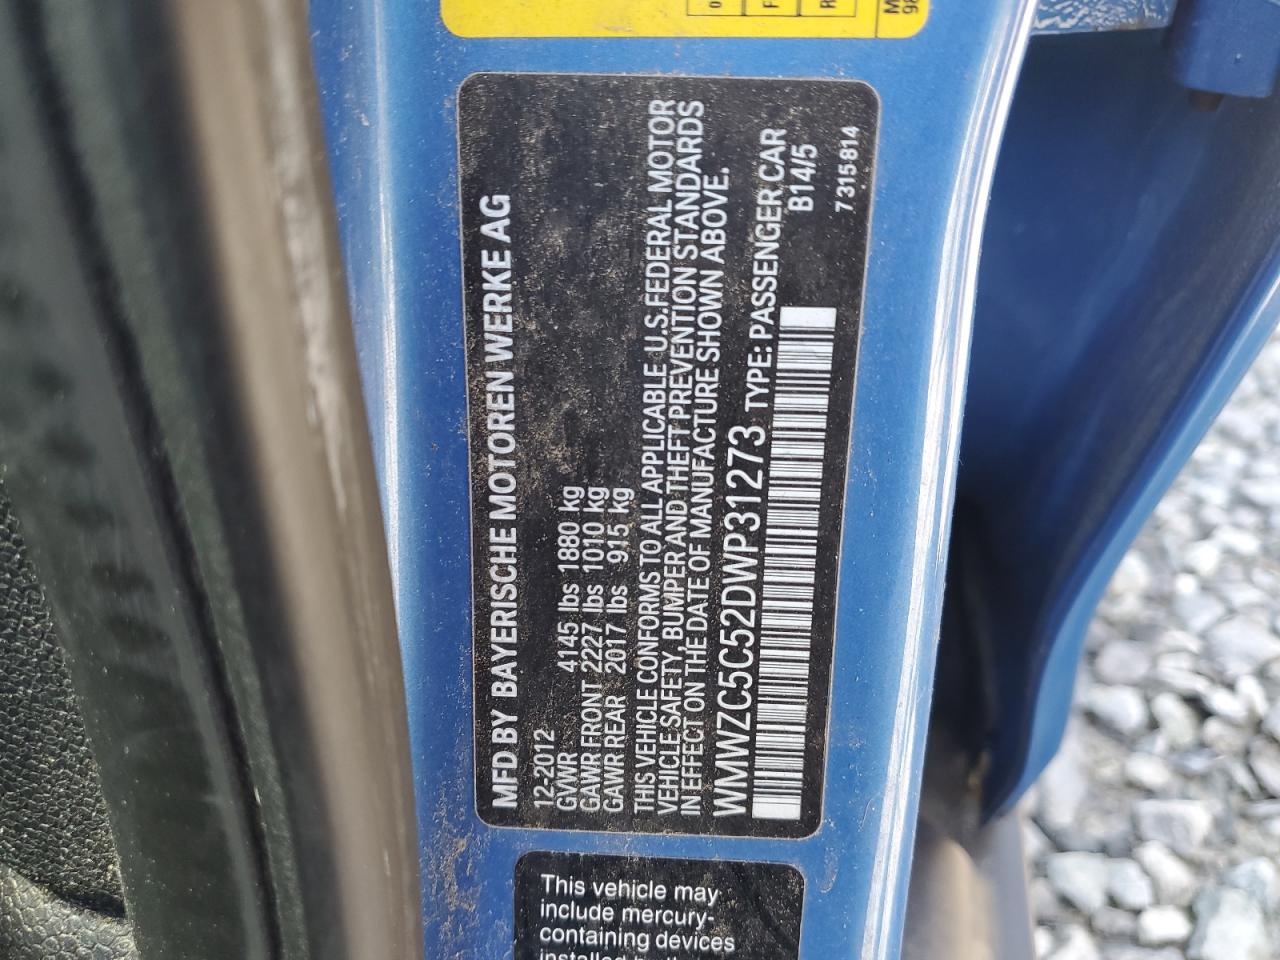 MFD BY BAYERISCHE MOTOREN WERKE AG
12-2012
GVWR 4145 lbs 1880 kg
GAWR FRONT 2227 lbs 1010 kg
GAWR REAR 2017 lbs 915 kg
THIS VEHICLE CONFORMS TO ALL APPLICABLE U.S.FEDERAL MOTOR
VEHICLE SAFETY, BUMPER AND THEFT PREVENTION STANDARDS
IN EFFECT ON THE DATE OF MANUFACTURE SHOWN ABOVE.
WMWZC5C52DWP31273 TYPE: PASSENGER CAR
B14/5
7 315 814
This vehicle may
include mercury-
containing devices